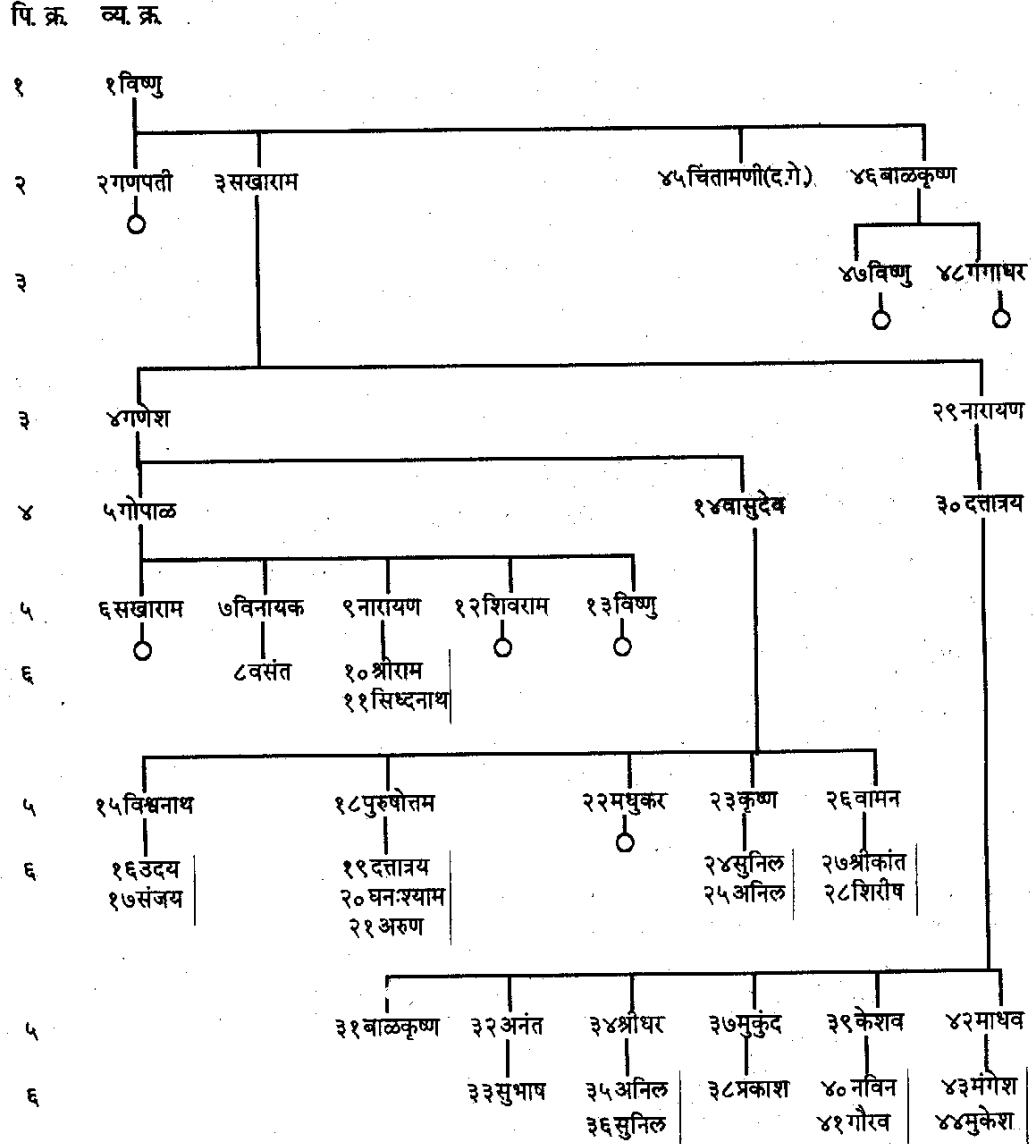 पि. क्र. व्य. क्र.
१ १विष्णु
२ २गणपती ३सखाराम ४५चिंतामणी(द.गे.) ४६बाळकृष्ण
३ ४७विष्णु ४८गंगाधर
३ ४गणेश २९नारायण
४ ५गोपाळ १४वासुदेव ३०दत्तात्रय
५ ६सखाराम ७विनायक ९नारायण १२शिवराम १३विष्णु
६ ८वसंत १०श्रीराम
११सिध्दनाथ
५ १५विश्वनाथ १८पुरुषोत्तम २२मधुकर २३कृष्ण २६वामन
६ १६उदय १९दत्तात्रय २४सुनिल २७श्रीकांत
१७संजय २०घनःश्याम २५अनिल २८शिरीष
२१अरुण
५ ३१बाळकृष्ण ३२अनंत ३४श्रीधर ३७मुकुंद ३९केशव ४२माधव
६ ३३सुभाष ३५अनिल ३८प्रकाश ४०नविन ४३मंगेश
३६सुनिल ४१गौरव ४४मुकेश